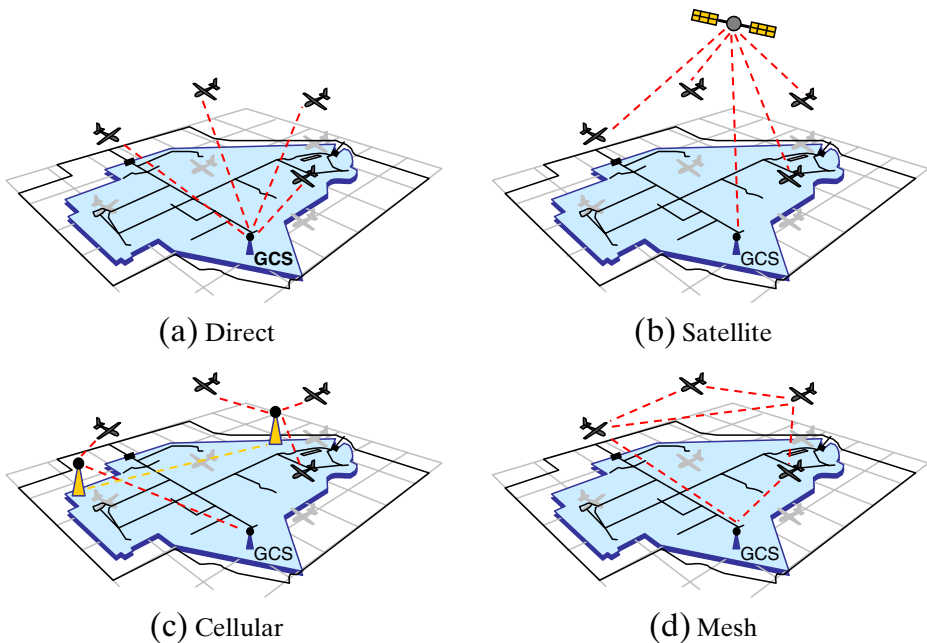 GCS
GCS
(a) Direct
(b) Satellite
GCS
GCS
(c) Cellular
(d) Mesh